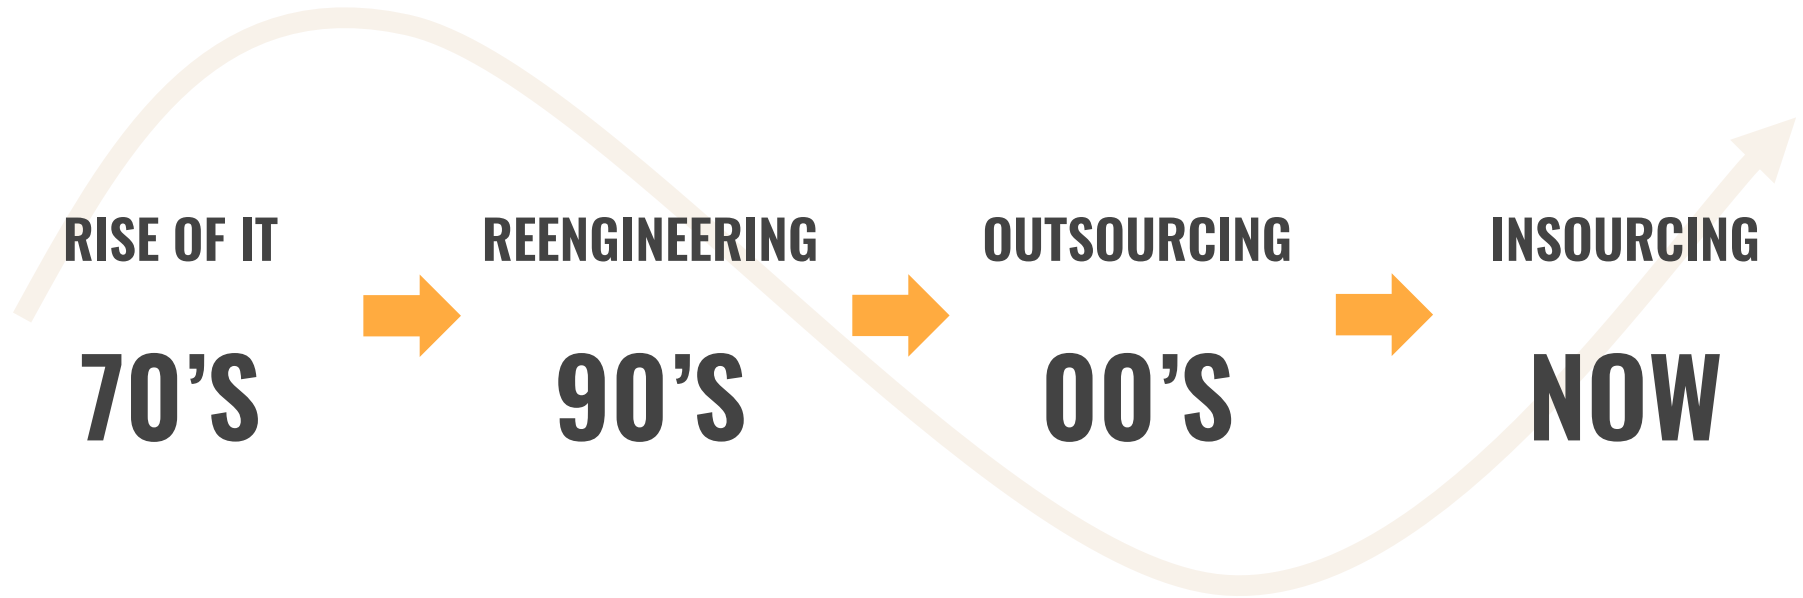 RISE OF IT
REENGINEERING
OUTSOURCING
INSOURCING
70’S
90’S
00’S
NOW